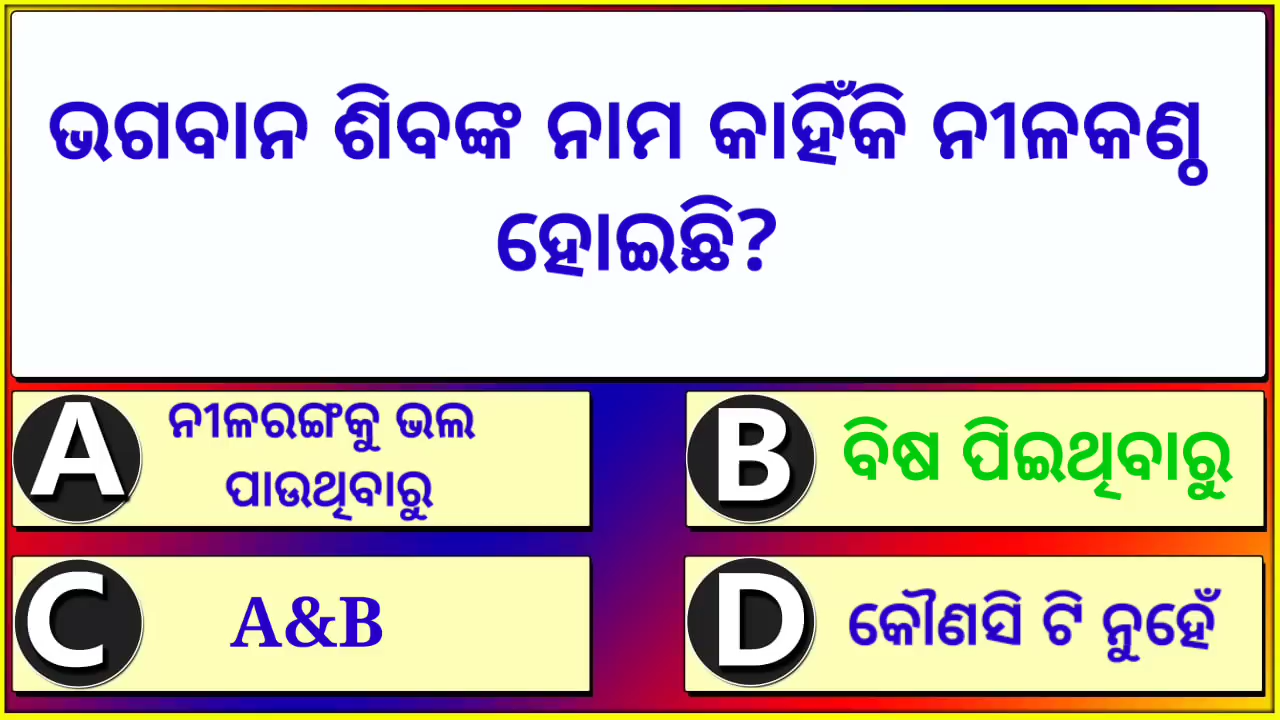 ଭଗବାନ ଶିବଙ୍କ ନାମ କାହିଁକି ନୀଳକଣ୍ଠ
ହୋଇଛି?
A
ନୀଳରଙ୍ଗକୁ ଭଲ
ପାଉଥିବାରୁ
B
ବିଷ ପିଇଥିବାରୁ
C
A&B
D
କୌଣସି ଟି ନୁହେଁ